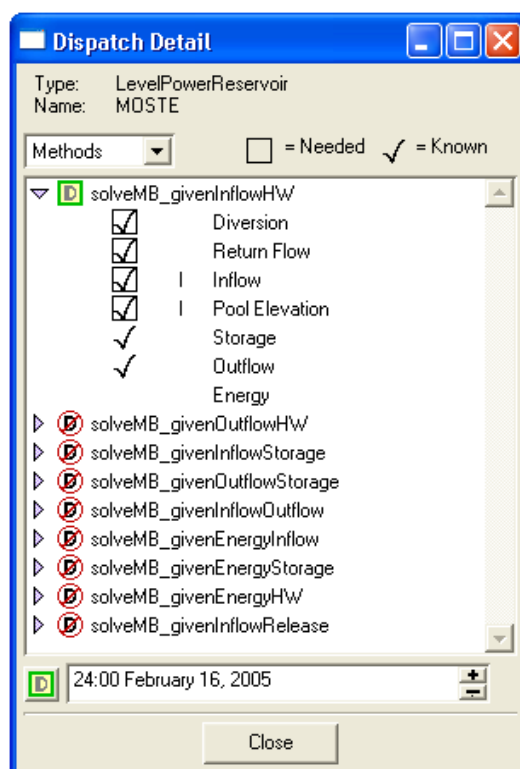 Dispatch Detail
Type: LevelPowerReservoir
Name: MOSTE
Methods = Needed = Known
D solveMB_givenInflowHW
Diversion
Return Flow
I Inflow
I Pool Elevation
Storage
Outflow
Energy
D solveMB_givenOutflowHW
D solveMB_givenInflowStorage
D solveMB_givenOutflowStorage
D solveMB_givenInflowOutflow
D solveMB_givenEnergyInflow
D solveMB_givenEnergyStorage
D solveMB_givenEnergyHW
D solveMB_givenInflowRelease
D 24:00 February 16, 2005
Close